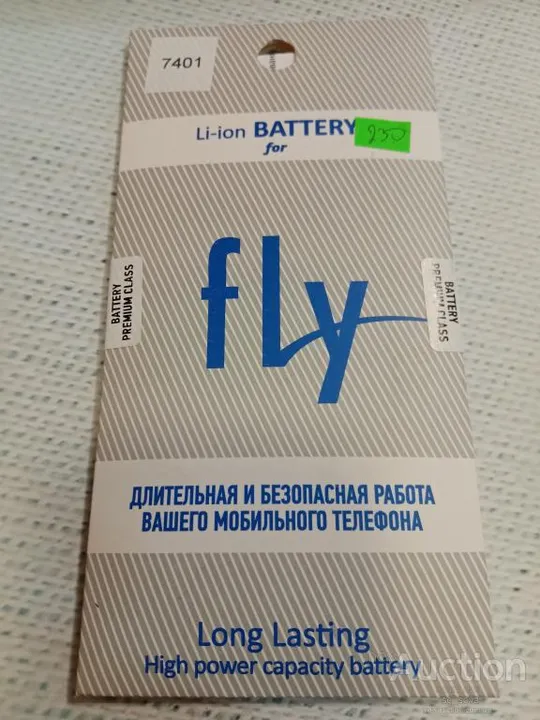 7401
Li-ion BATTERY
for
230
fly
BATTERY
PREMIUM CLASS
BATTERY
PREMIUM CLASS
ДЛИТЕЛЬНАЯ И БЕЗОПАСНАЯ РАБОТА
ВАШЕГО МОБИЛЬНОГО ТЕЛЕФОНА
Long Lasting
High power capacity battery
Auction